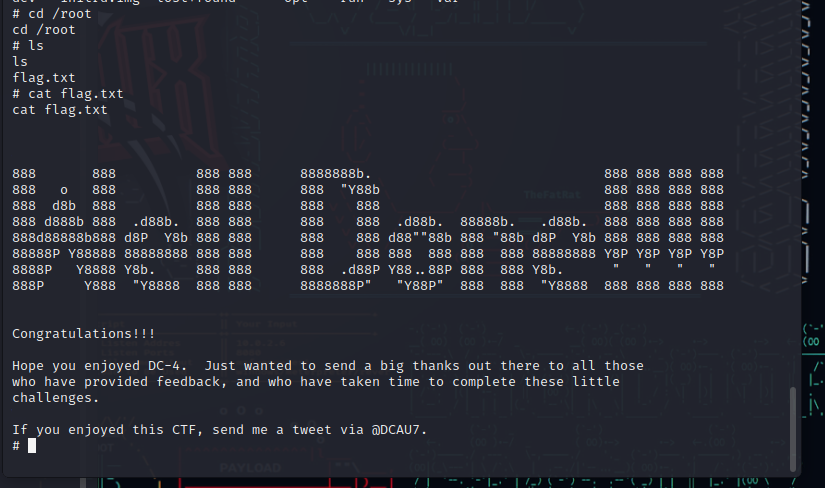 # cd /root
cd /root
# ls
ls
flag.txt
# cat flag.txt
cat flag.txt
888       888          888 888      8888888b.                             888 888 888 888
888   o   888          888 888      888  "Y88b                            888 888 888 888
888  d8b  888          888 888      888    888                            888 888 888 888
888 d888b 888  .d88b.  888 888      888    888  .d88b.  88888b.   .d88b.  888 888 888 888
888d88888b888 d8P  Y8b 888 888      888    888 d88""88b 888 "88b d8P  Y8b 888 888 888 888
88888P Y88888 88888888 888 888      888    888 888  888 888  888 88888888 Y8P Y8P Y8P Y8P
8888P   Y8888 Y8b.     888 888      888  .d88P Y88..88P 888  888 Y8b.      "   "   "   "
888P     Y888  "Y8888  888 888      8888888P"   "Y88P"  888  888  "Y8888  888 888 888 888
Congratulations!!!
Hope you enjoyed DC-4.  Just wanted to send a big thanks out there to all those
who have provided feedback, and who have taken time to complete these little
challenges.
If you enjoyed this CTF, send me a tweet via @DCAU7.
#
PAYLOAD